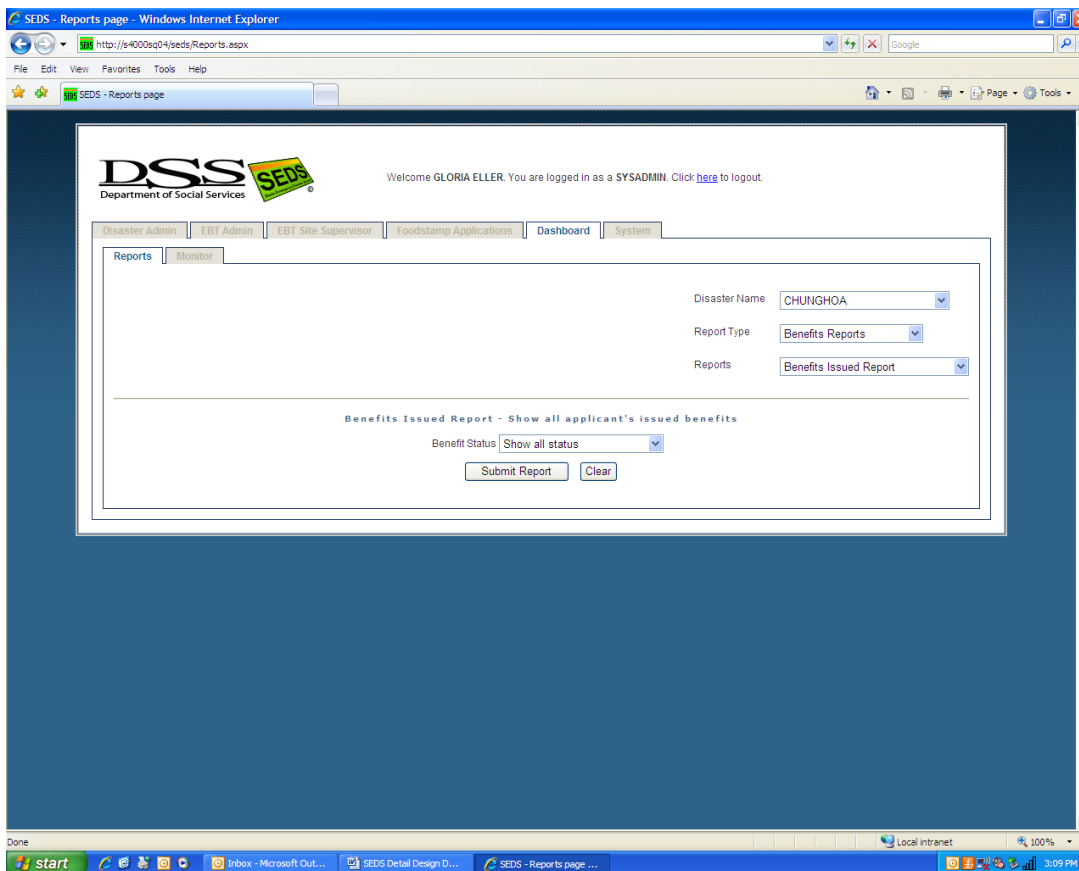 SEDS - Reports page - Windows Internet Explorer
SEDS http://s4000sq04/seds/Reports.aspx
Google
File Edit View Favorites Tools Help
SEDS SEDS - Reports page
Page Tools
DSS SEDS ©
Department of Social Services
Welcome GLORIA ELLER. You are logged in as a SYSADMIN. Click here to logout.
Disaster Admin EBT Admin EBT Site Supervisor Foodstamp Applications Dashboard System
Reports Monitor
Disaster Name CHUNGHOA
Report Type Benefits Reports
Reports Benefits Issued Report
Benefits Issued Report - Show all applicant's issued benefits
Benefit Status Show all status
Submit Report Clear
Done Local intranet 100%
start Inbox - Microsoft Out... SEDS Detail Design D... SEDS - Reports page ... 3:09 PM